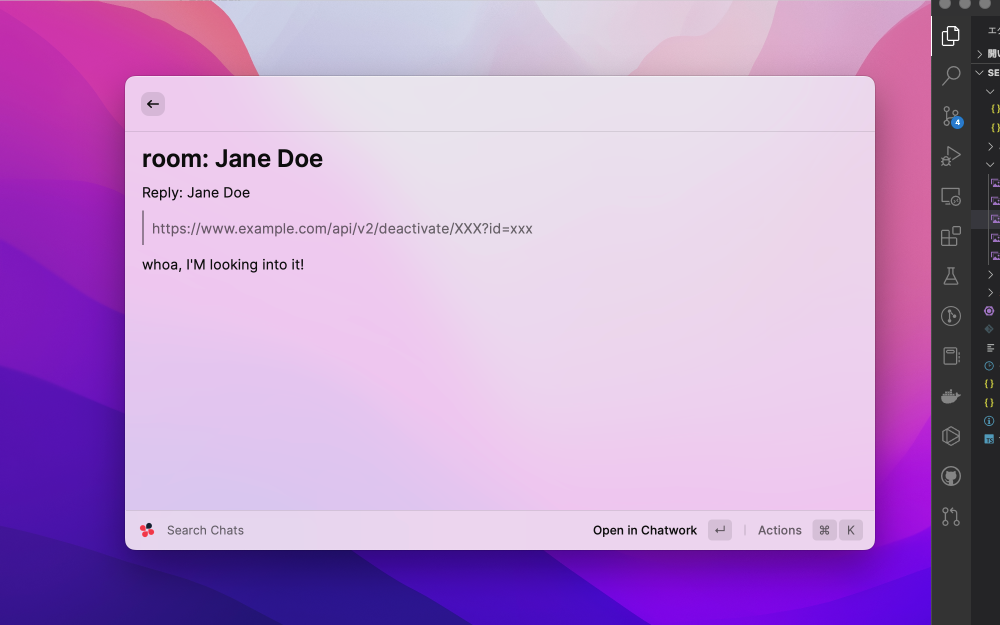 room: Jane Doe
Reply: Jane Doe
https://www.example.com/api/v2/deactivate/XXX?id=xxx
whoa, I'M looking into it!
Search Chats
Open in Chatwork
Actions
⌘
K
4
SE